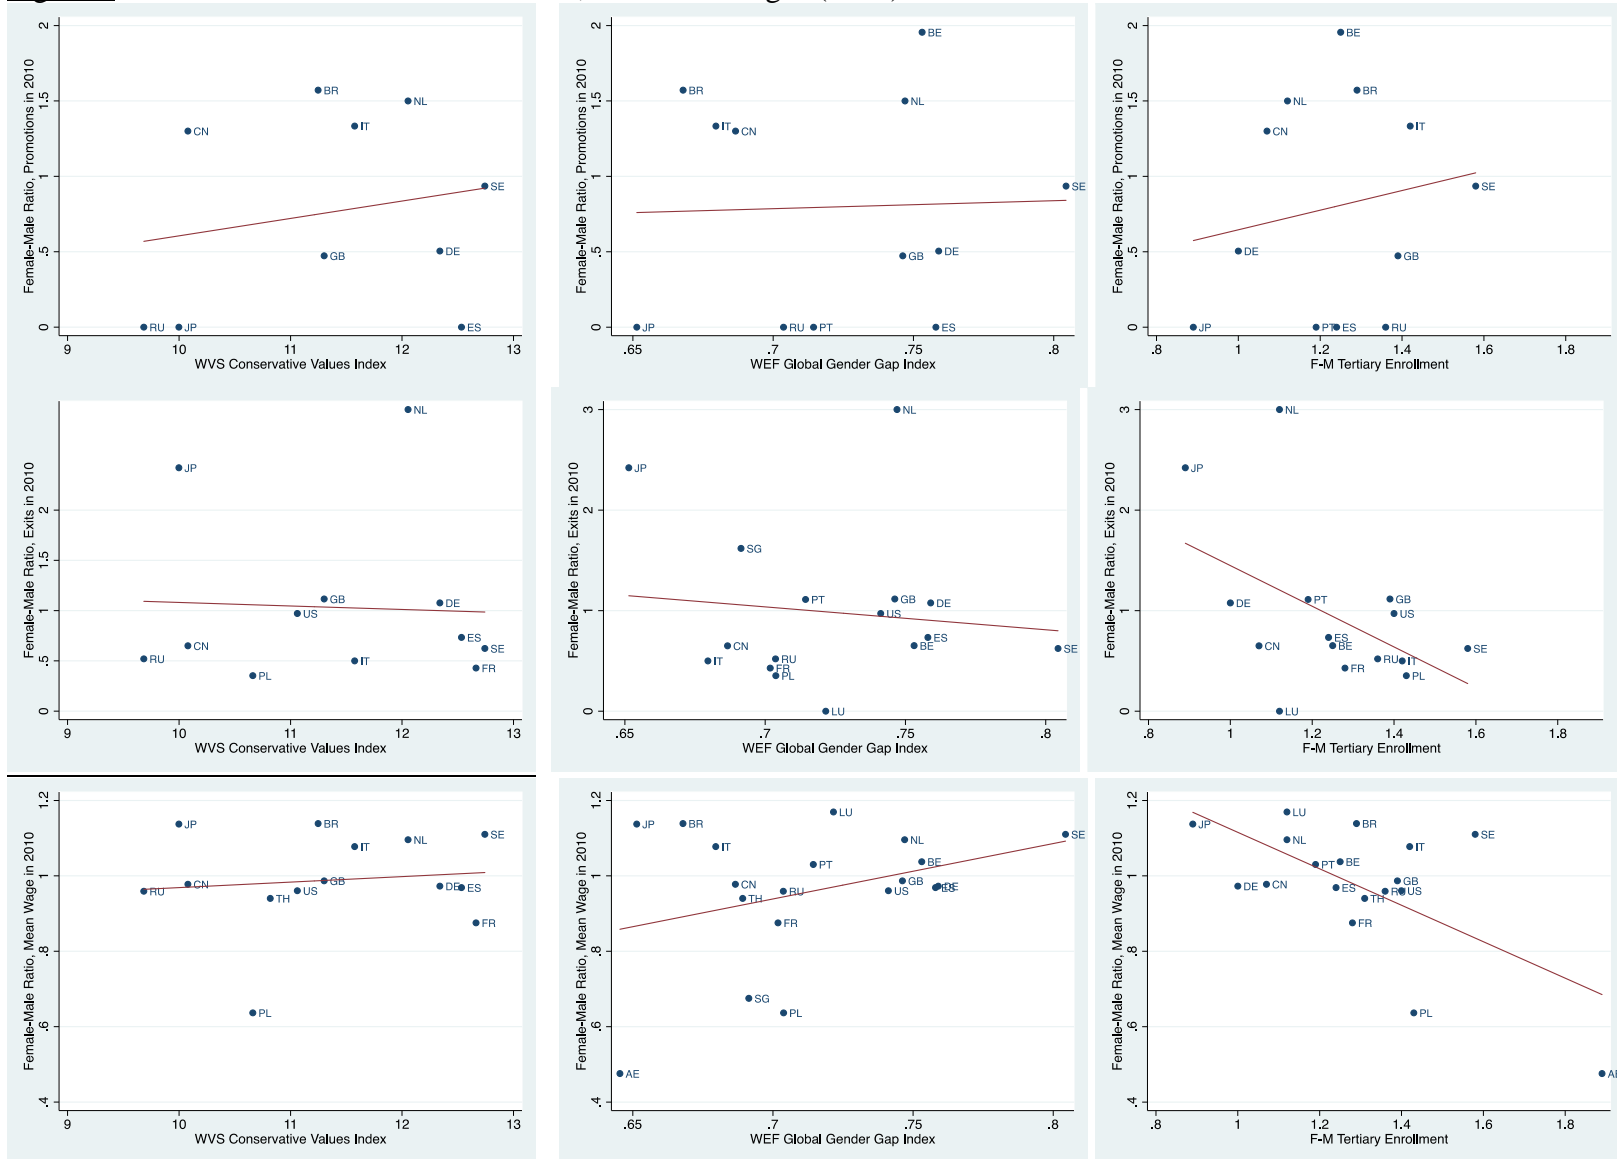 2
1.5
1
.5
0
Female-Male Ratio, Promotions in 2010
BR
NL
CN
IT
SE
GB
DE
RU
JP
ES
9 10 11 12 13
WVS Conservative Values Index
2
1.5
1
.5
0
Female-Male Ratio, Promotions in 2010
BE
BR
NL
IT
CN
SE
GB
DE
JP
RU
PT
ES
.65 .7 .75 .8
WEF Global Gender Gap Index
2
1.5
1
.5
0
Female-Male Ratio, Promotions in 2010
BE
BR
NL
CN
IT
SE
DE
GB
JP
PT
ES
RU
.8 1 1.2 1.4 1.6 1.8
F-M Tertiary Enrollment
2
1.5
1
.5
0
Female-Male Ratio, Exits in 2010
NL
JP
GB
DE
US
ES
CN
SE
RU
IT
FR
PL
9 10 11 12 13
WVS Conservative Values Index
3
2
1
0
Female-Male Ratio, Exits in 2010
NL
JP
SG
PT
GB
DE
US
ES
CN
BE
SE
IT
RU
FR
PL
LU
.65 .7 .75 .8
WEF Global Gender Gap Index
3
2
1
0
Female-Male Ratio, Exits in 2010
NL
JP
DE
PT
GB
US
ES
CN
BE
SE
RU
IT
FR
PL
LU
.8 1 1.2 1.4 1.6 1.8
F-M Tertiary Enrollment
1.2
1
.8
.6
.4
Female-Male Ratio, Mean Wage in 2010
JP
BR
SE
NL
IT
GB
CN
DE
ES
RU
US
TH
FR
PL
9 10 11 12 13
WVS Conservative Values Index
1.2
1
.8
.6
.4
Female-Male Ratio, Mean Wage in 2010
LU
JP
BR
SE
NL
IT
BE
PT
GB
CN
DE
ES
RU
US
TH
FR
SG
PL
AE
.65 .7 .75 .8
WEF Global Gender Gap Index
1.2
1
.8
.6
.4
Female-Male Ratio, Mean Wage in 2010
LU
JP
BR
SE
NL
IT
BE
PT
GB
DE
CN
ES
RU
US
TH
FR
PL
.8 1 1.2 1.4 1.6 1.8
F-M Tertiary Enrollment